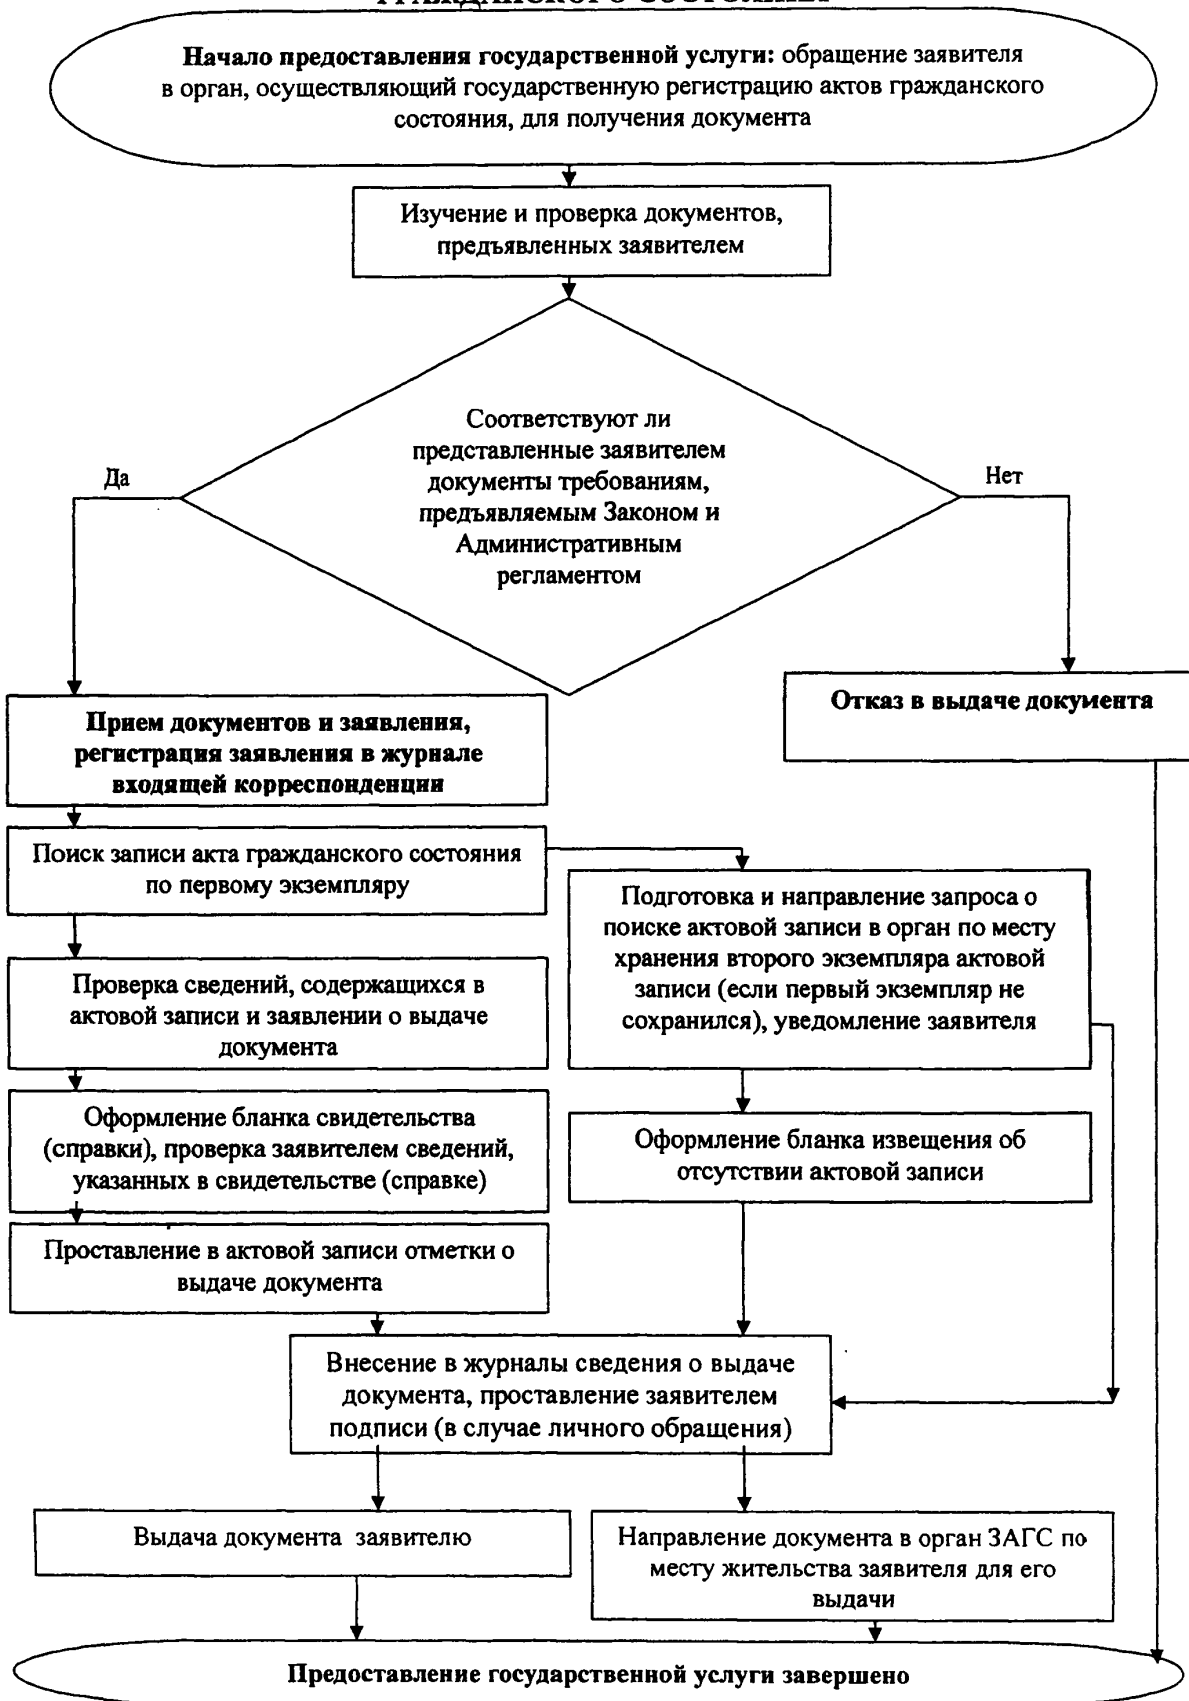 Начало предоставления государственной услуги: обращение заявителя
в орган, осуществляющий государственную регистрацию актов гражданского
состояния, для получения документа
Изучение и проверка документов,
предъявленных заявителем
Соответствуют ли
представленные заявителем
документы требованиям,
предъявляемым Законом и
Административным
регламентом
Да
Нет
Отказ в выдаче документа
Прием документов и заявления,
регистрация заявления в журнале
входящей корреспонденции
Поиск записи акта гражданского состояния
по первому экземпляру
Подготовка и направление запроса о
поиске актовой записи в орган по месту
хранения второго экземпляра актовой
записи (если первый экземпляр не
сохранился), уведомление заявителя
Проверка сведений, содержащихся в
актовой записи и заявлении о выдаче
документа
Оформление бланка свидетельства
(справки), проверка заявителем сведений,
указанных в свидетельстве (справке)
Оформление бланка извещения об
отсутствии актовой записи
Проставление в актовой записи отметки о
выдаче документа
Внесение в журналы сведения о выдаче
документа, проставление заявителем
подписи (в случае личного обращения)
Выдача документа заявителю
Направление документа в орган ЗАГС по
месту жительства заявителя для его
выдачи
Предоставление государственной услуги завершено